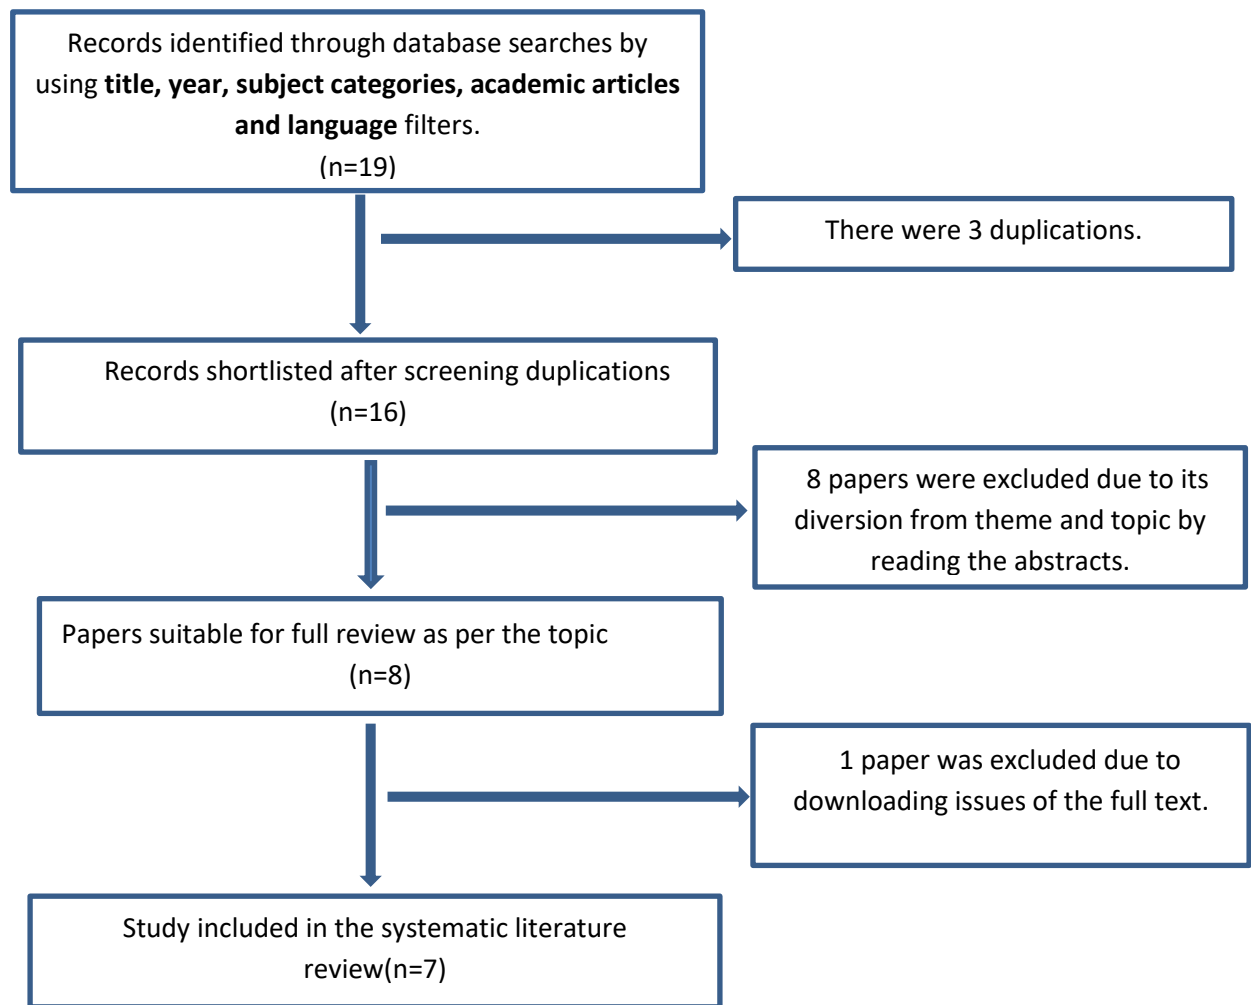 Records identified through database searches by
using title, year, subject categories, academic articles
and language filters.
(n=19)
There were 3 duplications.
Records shortlisted after screening duplications
(n=16)
8 papers were excluded due to its
diversion from theme and topic by
reading the abstracts.
Papers suitable for full review as per the topic
(n=8)
1 paper was excluded due to
downloading issues of the full text.
Study included in the systematic literature
review(n=7)